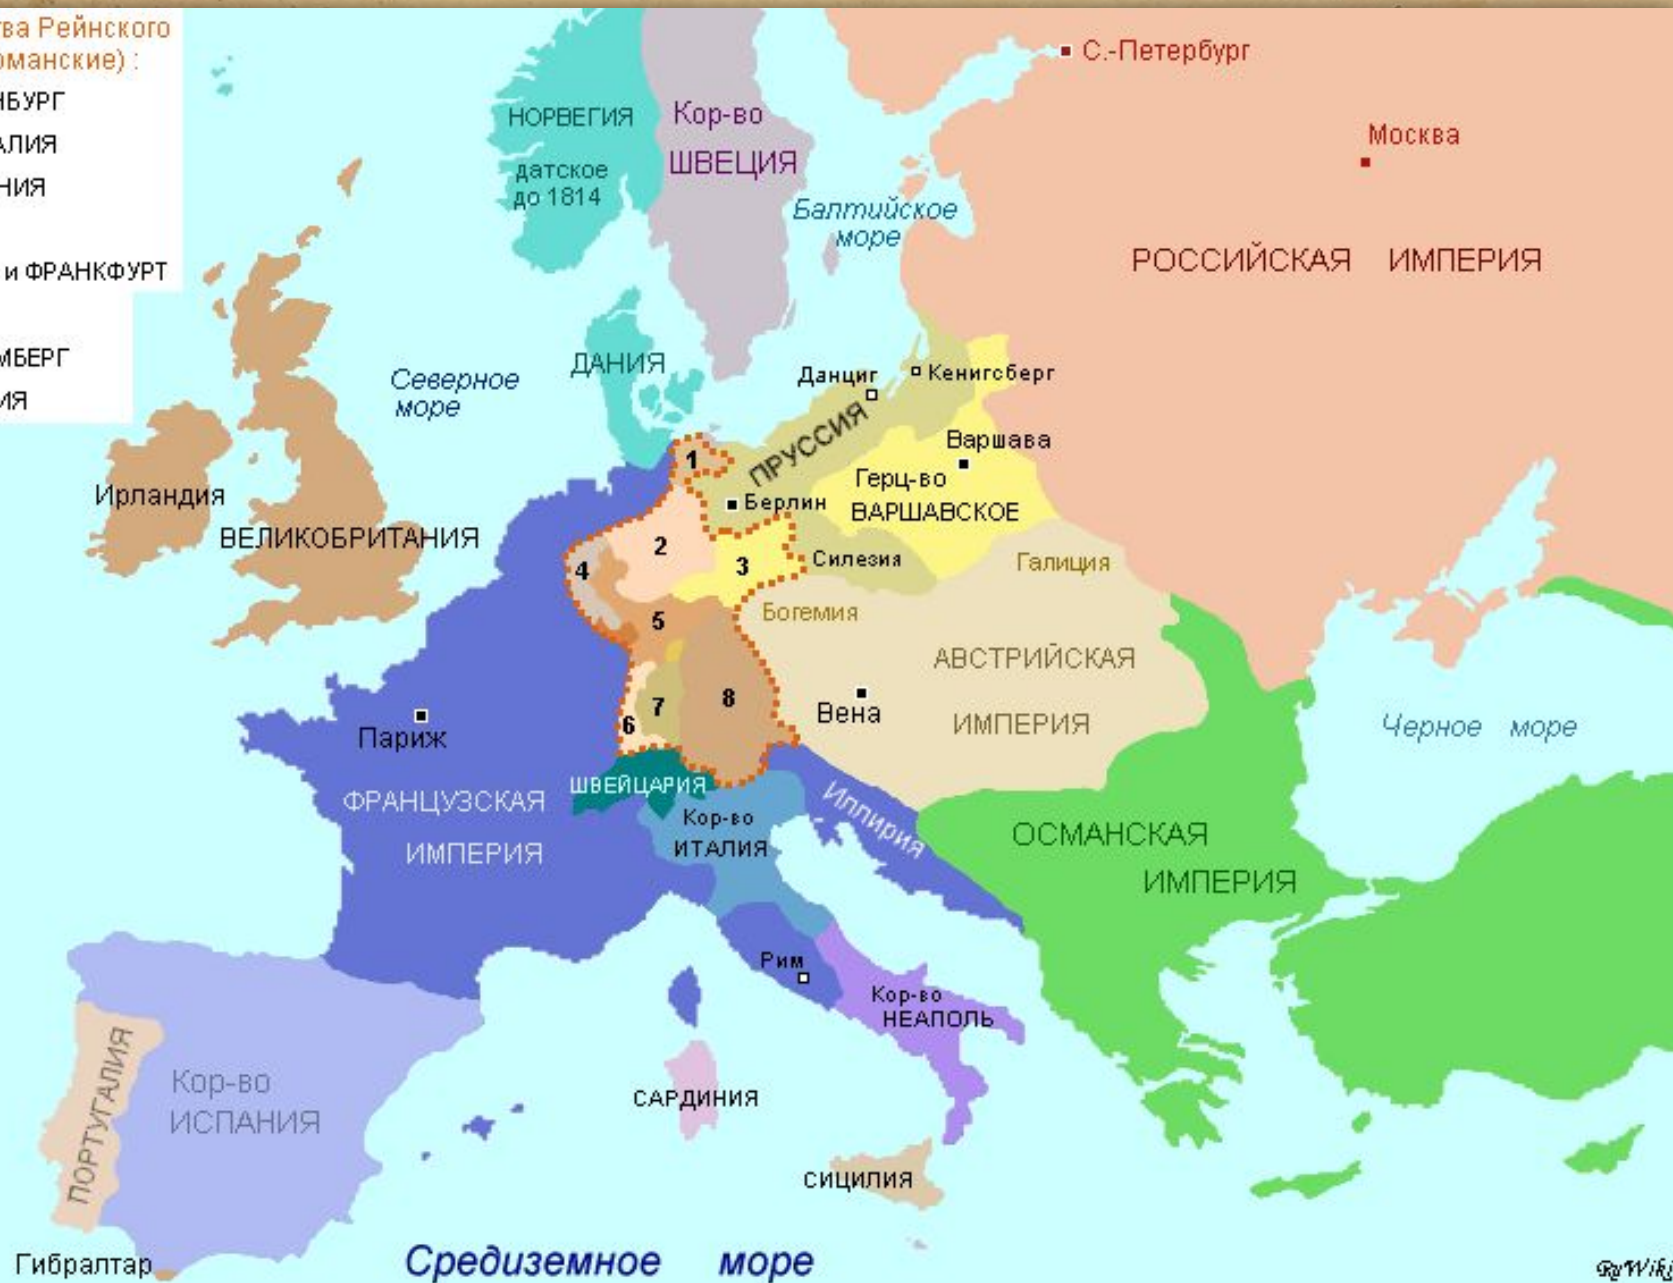 ва Рейнского
рманские) :
НБУРГ
АЛИЯ
НИЯ
и ФРАНКФУРТ
МБЕРГ
ИЯ
НОРВЕГИЯ
датское
до 1814
Кор-во
ШВЕЦИЯ
С.-Петербург
Москва
Балтийское
море
РОССИЙСКАЯ ИМПЕРИЯ
Северное
море
ДАНИЯ
Данциг
Кенигсберг
ПРУССИЯ
Варшава
Герц-во
ВАРШАВСКОЕ
Берлин
Ирландия
ВЕЛИКОБРИТАНИЯ
1
2
3
4
5
6
7
8
Силезия
Галиция
Богемия
АВСТРИЙСКАЯ
ИМПЕРИЯ
Вена
Париж
ФРАНЦУЗСКАЯ
ИМПЕРИЯ
ШВЕЙЦАРИЯ
Кор-во
ИТАЛИЯ
Иллирия
Черное море
ОСМАНСКАЯ
ИМПЕРИЯ
Рим
Кор-во
НЕАПОЛЬ
ПОРТУГАЛИЯ
Кор-во
ИСПАНИЯ
САРДИНИЯ
СИЦИЛИЯ
Гибралтар
Средиземное море
RuWiki